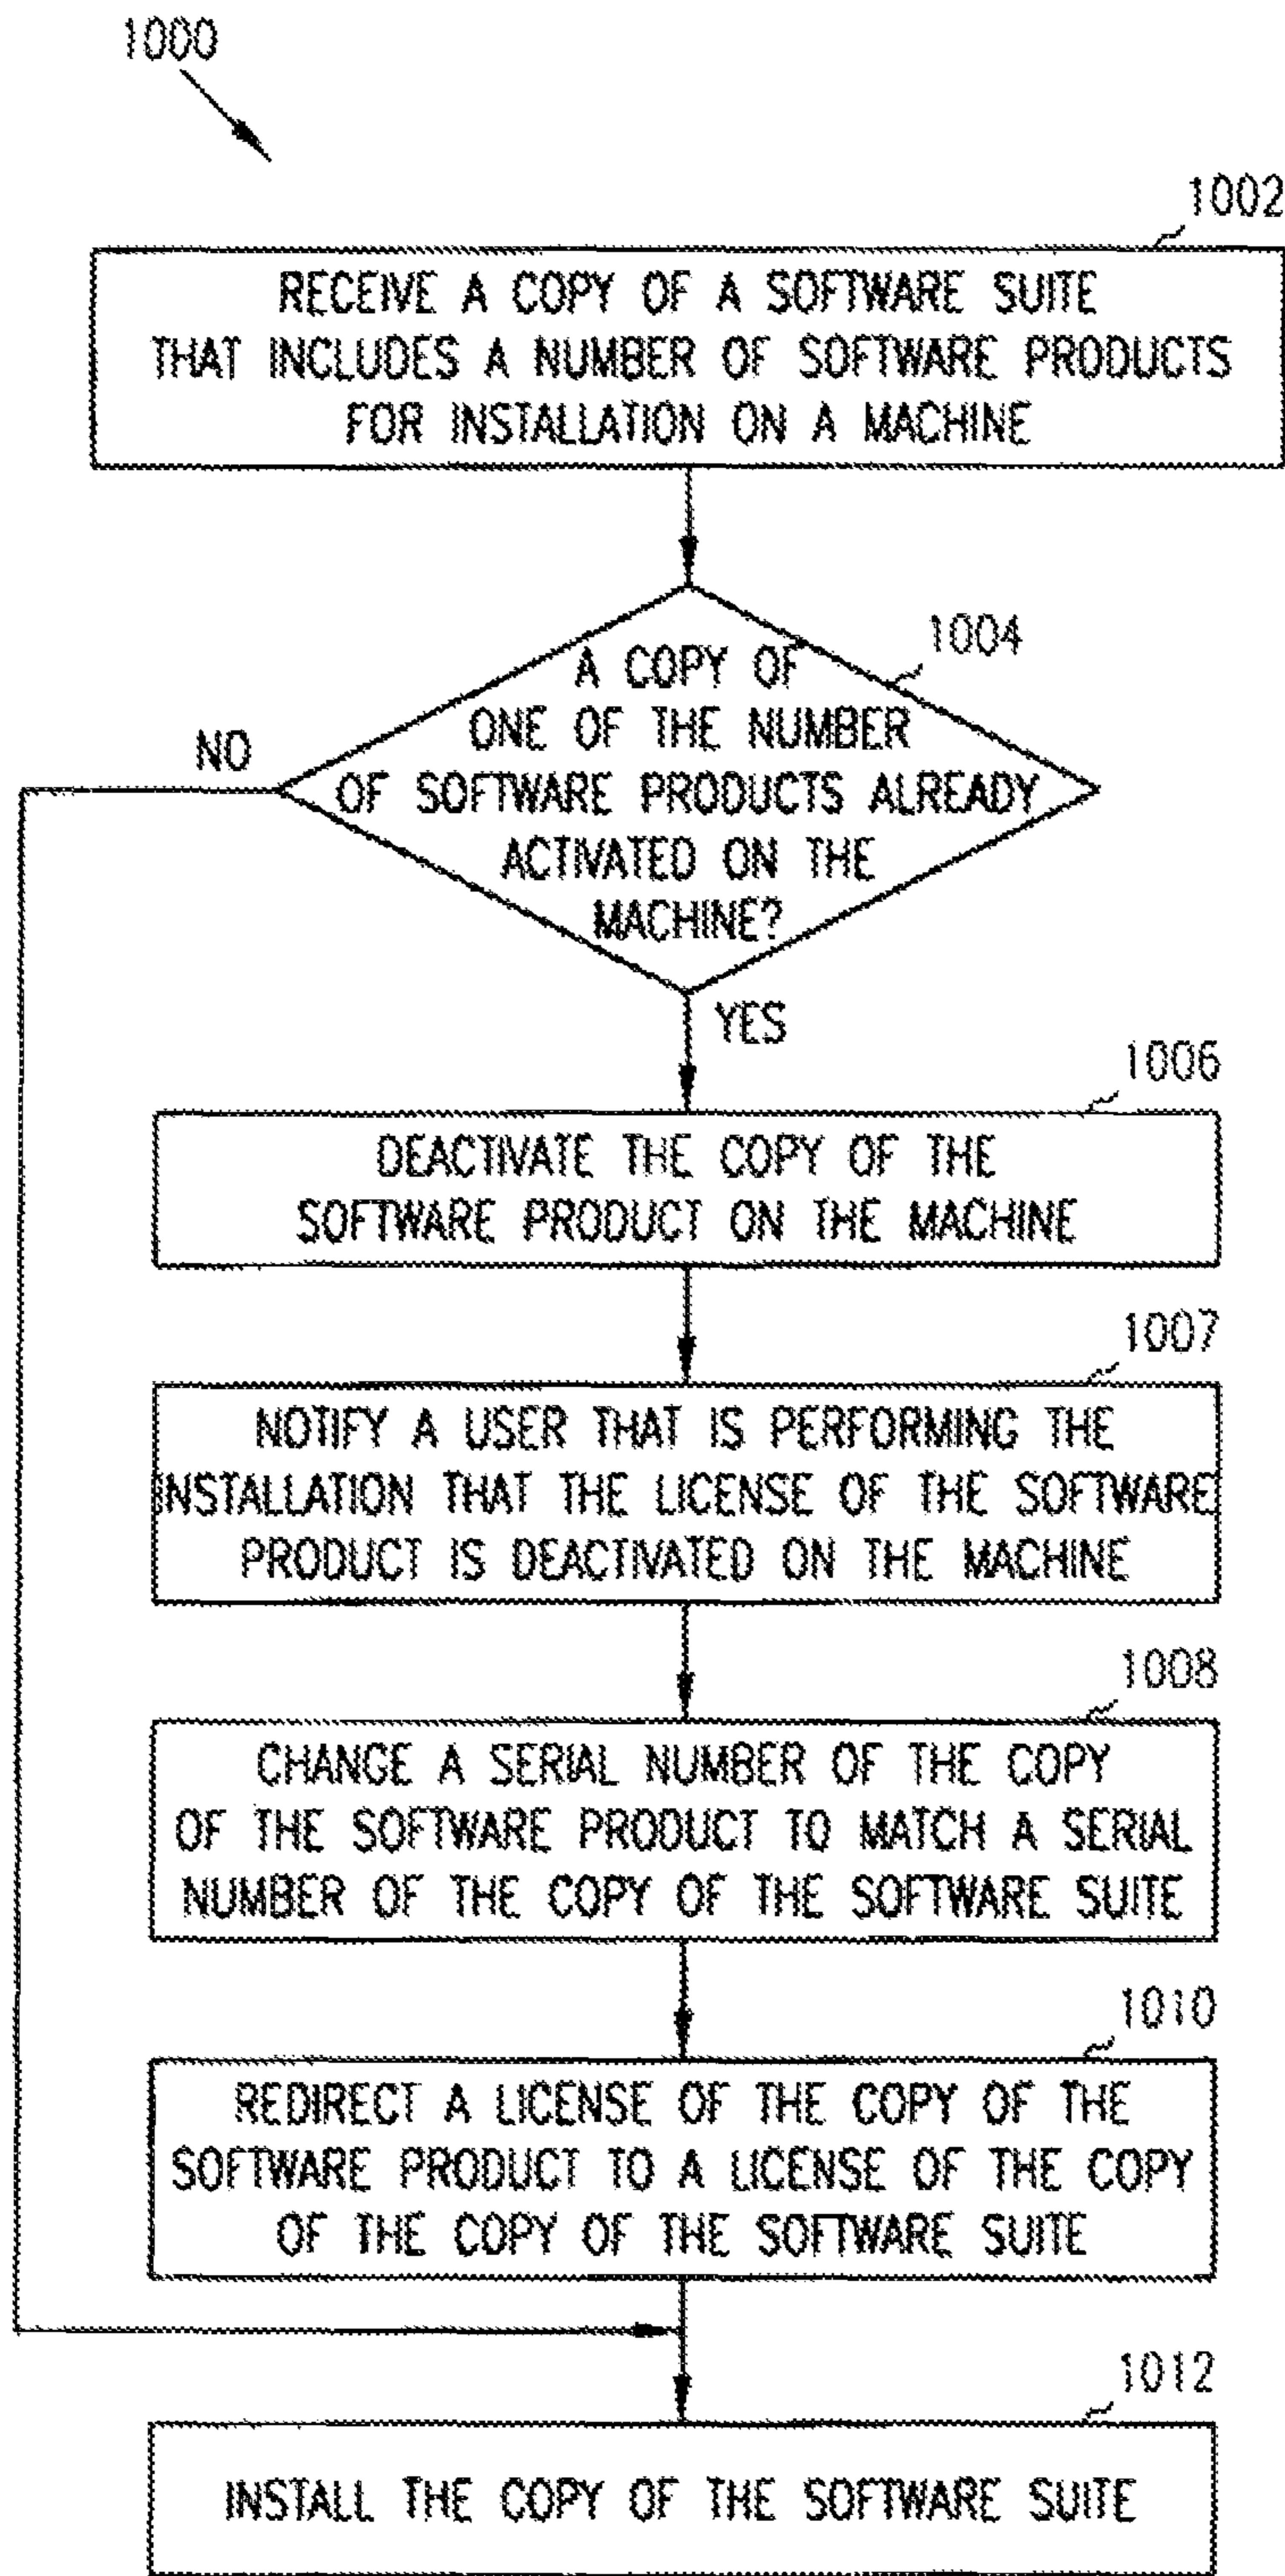 1000
1002
RECEIVE A COPY OF A SOFTWARE SUITE
THAT INCLUDES A NUMBER OF SOFTWARE PRODUCTS
FOR INSTALLATION ON A MACHINE
1004
A COPY OF
ONE OF THE NUMBER
OF SOFTWARE PRODUCTS ALREADY
ACTIVATED ON THE
MACHINE?
NO
YES
1006
DEACTIVATE THE COPY OF THE
SOFTWARE PRODUCT ON THE MACHINE
1007
NOTIFY A USER THAT IS PERFORMING THE
INSTALLATION THAT THE LICENSE OF THE SOFTWARE
PRODUCT IS DEACTIVATED ON THE MACHINE
1008
CHANGE A SERIAL NUMBER OF THE COPY
OF THE SOFTWARE PRODUCT TO MATCH A SERIAL
NUMBER OF THE COPY OF THE SOFTWARE SUITE
1010
REDIRECT A LICENSE OF THE COPY OF THE
SOFTWARE PRODUCT TO A LICENSE OF THE COPY
OF THE COPY OF THE SOFTWARE SUITE
1012
INSTALL THE COPY OF THE SOFTWARE SUITE